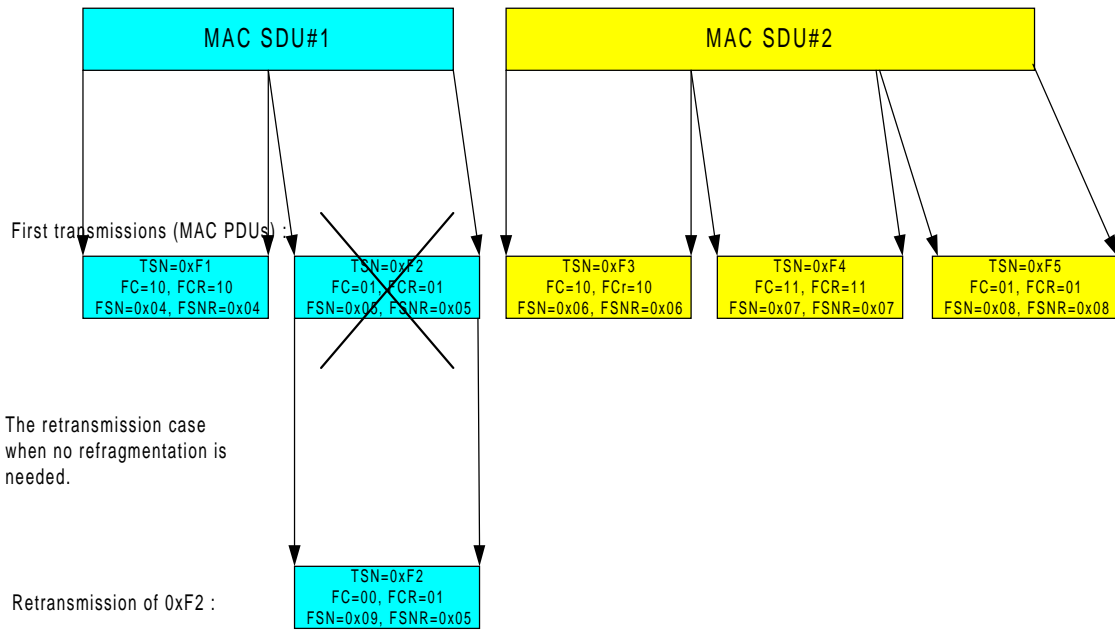 MAC SDU#1
MAC SDU#2
First transmissions (MAC PDUs) :
TSN=0xF1
FC=10, FCR=10
FSN=0x04, FSNR=0x04
TSN=0xF2
FC=01, FCR=01
FSN=0x05, FSNR=0x05
TSN=0xF3
FC=10, FCr=10
FSN=0x06, FSNR=0x06
TSN=0xF4
FC=11, FCR=11
FSN=0x07, FSNR=0x07
TSN=0xF5
FC=01, FCR=01
FSN=0x08, FSNR=0x08
The retransmission case
when no refragmentation is
needed.
Retransmission of 0xF2 :
TSN=0xF2
FC=00, FCR=01
FSN=0x09, FSNR=0x05